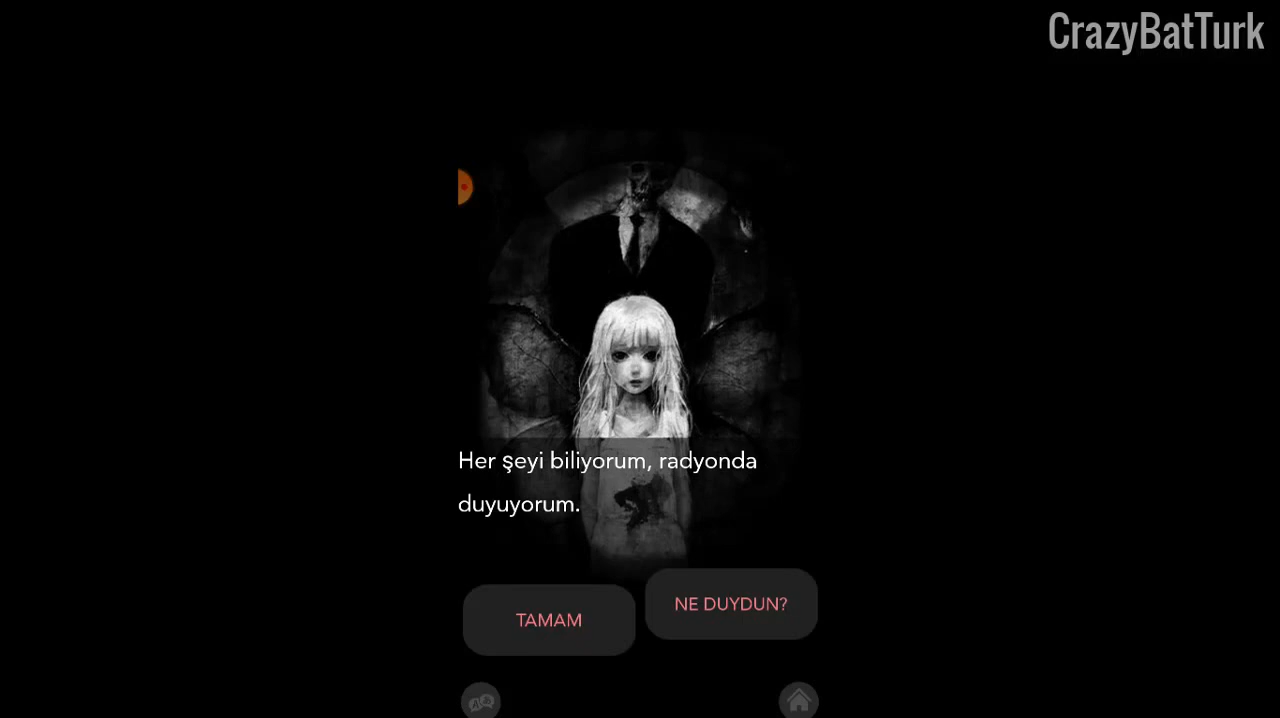 CrazyBatTurk
Her şeyi biliyorum, radyonda
duyuyorum.
NE DUYDUN?
TAMAM